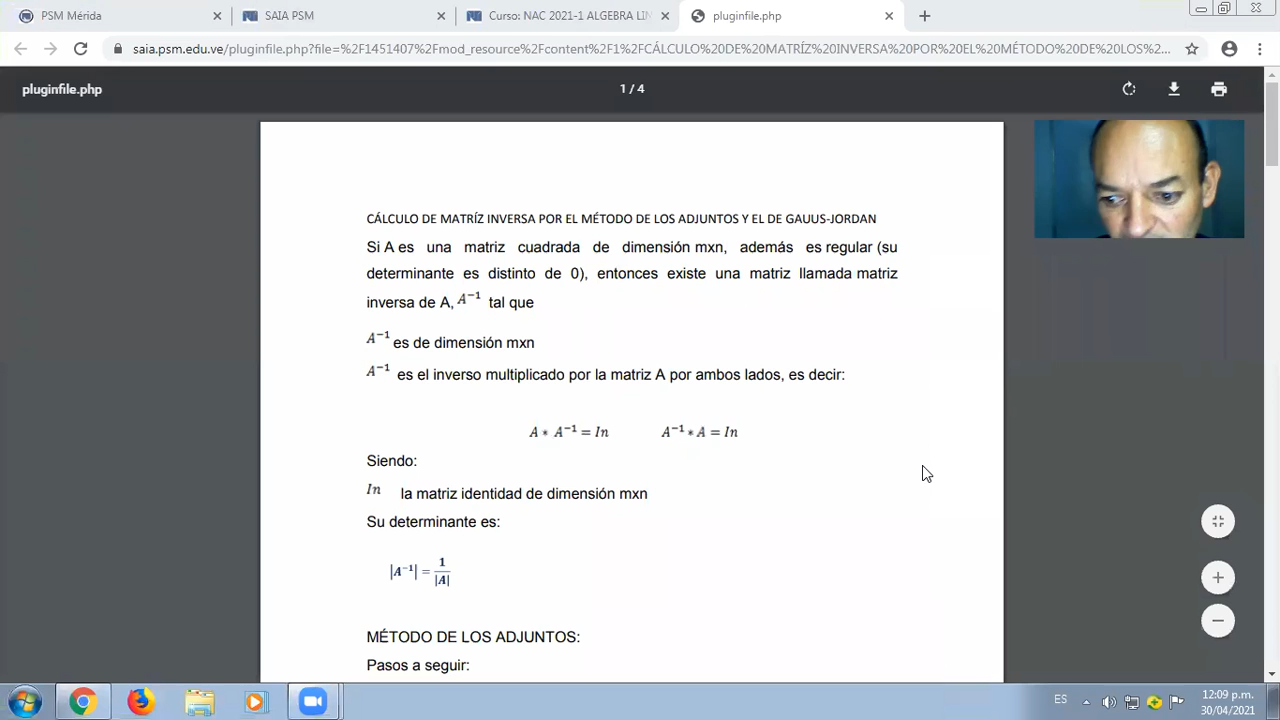 PSM Mérida
SAIA PSM
Curso: NAC 2021-1 ALGEBRA LIN
pluginfile.php
saia.psm.edu.ve/pluginfile.php?file=%2F1451407%2Fmod_resource%2Fcontent%2F1%2FCÁLCULO%20DE%20MATRÍZ%20INVERSA%20POR%20EL%20MÉTODO%20DE%20LOS%20...
pluginfile.php
1 / 4
CÁLCULO DE MATRÍZ INVERSA POR EL MÉTODO DE LOS ADJUNTOS Y EL DE GAUUS-JORDAN
Si A es una matriz cuadrada de dimensión mxn, además es regular (su
determinante es distinto de 0), entonces existe una matriz llamada matriz
inversa de A, A⁻¹ tal que
A⁻¹ es de dimensión mxn
A⁻¹ es el inverso multiplicado por la matriz A por ambos lados, es decir:
A * A⁻¹ = In A⁻¹ * A = In
Siendo:
In la matriz identidad de dimensión mxn
Su determinante es:
|A⁻¹| = 1/|A|
MÉTODO DE LOS ADJUNTOS:
Pasos a seguir:
ES
12:09 p.m.
30/04/2021